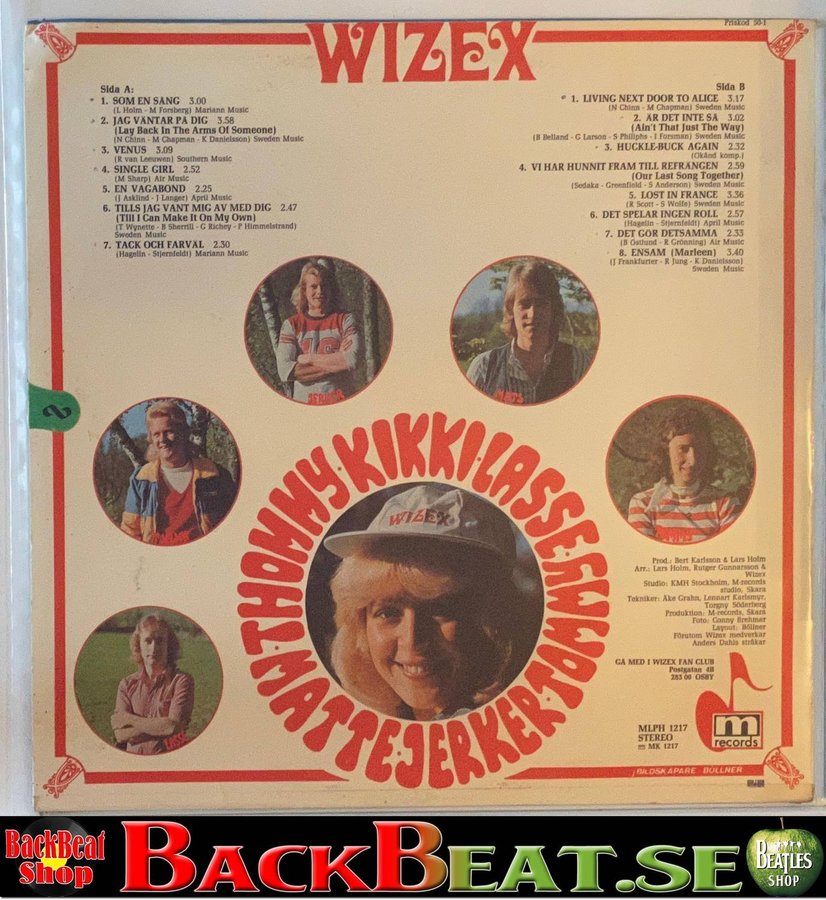 Priskod 50-1
WIZEX
Sida A:
1. SOM EN SÅNG 3.00
(L Holm - M Forsberg) Mariann Music
2. JAG VÄNTAR PÅ DIG 3.58
(Lay Back In The Arms Of Someone)
(N Chinn - M Chapman - K Danielsson) Sweden Music
3. VENUS 3.09
(R van Leeuwen) Southern Music
4. SINGLE GIRL 2.52
(M Sharp) Air Music
5. EN VAGABOND 2.25
(J Asklind - J Langer) April Music
6. TILLS JAG VANT MIG AV MED DIG 2.47
(Till I Can Make It On My Own)
(T Wynette - B Sherrill - G Richey - P Himmelstrand)
Sweden Music
7. TACK OCH FARVÄL 2.30
(Hagelin - Stjernfeldt) Mariann Music
Sida B
1. LIVING NEXT DOOR TO ALICE 3.17
(N Chinn - M Chapman) Sweden Music
2. ÄR DET INTE SÅ 3.02
(Ain't That Just The Way)
(B Belland - G Larson - S Philiphs - I Forsman) Sweden Music
3. HUCKLE-BUCK AGAIN 2.32
(Okänd komp.)
4. VI HAR HUNNIT FRAM TILL REFRÄNGEN 2.59
(Our Last Song Together)
(Sedaka - Greenfield - S Anderson) Sweden Music
5. LOST IN FRANCE 3.36
(R Scott - S Wolfe) Sweden Music
6. DET SPELAR INGEN ROLL 2.57
(Hagelin - Stjernfeldt) April Music
7. DET GÖR DETSAMMA 2.33
(B Östlund - R Grönning) Air Music
8. ENSAM (Marleen) 3.40
(J Frankfurter - R Jung - K Danielsson)
Sweden Music
JERKER
MATS
2
THOMMY·KIKKI·LASSE·TOMMY·JERKER·MATTE·
WIZEX
LASSE
Prod.: Bert Karlsson & Lars Holm
Arr.: Lars Holm, Rutger Gunnarsson &
Wizex
Studio: KMH Stockholm, M-records
studio, Skara
Tekniker: Åke Grahn, Lennart Karlsmyr,
Torgny Söderberg
Produktion: M-records, Skara
Foto: Conny Brehmer
Layout: Büllner
Förutom Wizex medverkar
Anders Dahls stråkar
GÅ MED I WIZEX FAN CLUB
Postgatan 4B
283 00 OSBY
MLPH 1217
STEREO
MK 1217
m
records
BILDSKAPARE BÜLLNER
BackBeat
Shop
BACKBEAT.SE
BEATLES
SHOP